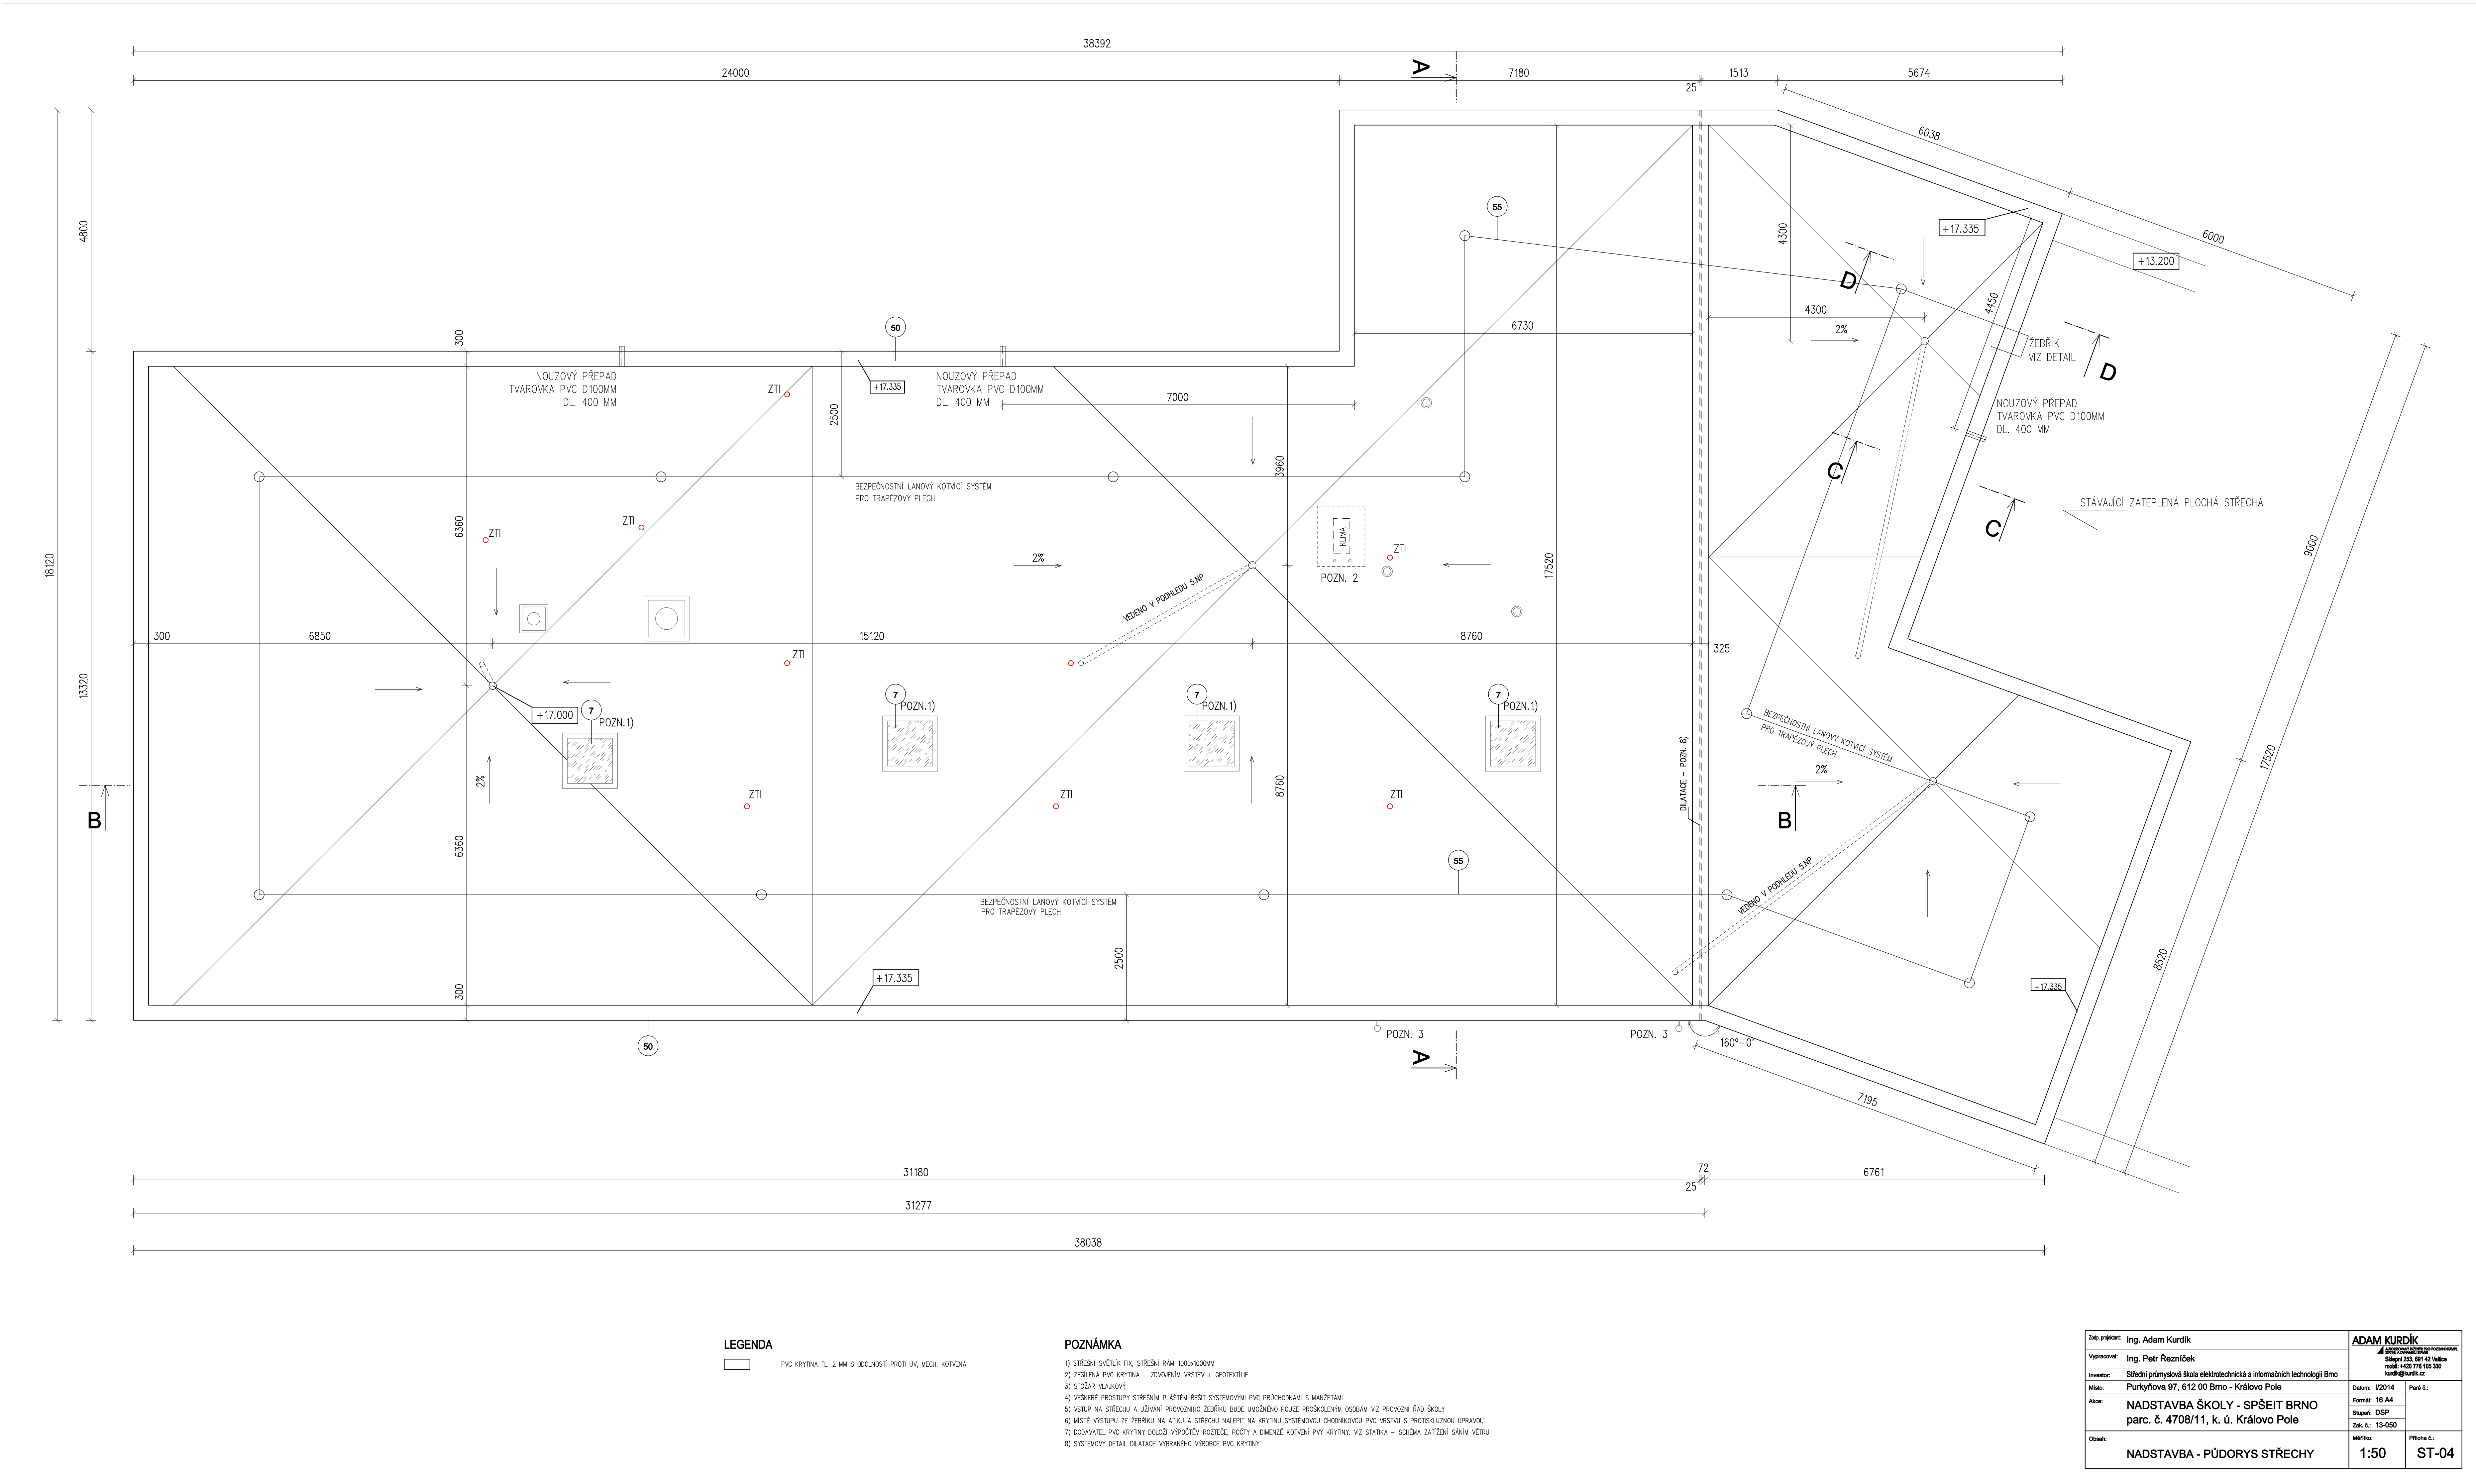 38392
24000
A
7180
1513
5674
25
6038
6000
4800
18120
13320
300
50
55
+17.335
+13.200
4300
D
4450
4300
2%
6730
ŽEBŘÍK
VIZ DETAIL
D
NOUZOVÝ PŘEPAD
TVAROVKA PVC D100MM
DL. 400 MM
ZTI
+17.335
NOUZOVÝ PŘEPAD
TVAROVKA PVC D100MM
DL. 400 MM
7000
2500
NOUZOVÝ PŘEPAD
TVAROVKA PVC D100MM
DL. 400 MM
C
3960
BEZPEČNOSTNÍ LANOVÝ KOTVÍCÍ SYSTÉM
PRO TRAPÉZOVÝ PLECH
STÁVAJÍCÍ ZATEPLENÁ PLOCHÁ STŘECHA
C
6360
ZTI
ZTI
KLIMA
ZTI
POZN. 2
17520
2%
9000
VEDENO V PODHLEDU 5.NP
300
6850
15120
8760
325
ZTI
+17.000
7
POZN.1)
7
POZN.1)
7
POZN.1)
7
POZN.1)
BEZPEČNOSTNÍ LANOVÝ KOTVÍCÍ SYSTÉM
PRO TRAPÉZOVÝ PLECH
17520
DILATACE - POZN. 8)
2%
2%
8760
ZTI
ZTI
ZTI
B
B
6360
55
VEDENO V PODHLEDU 5.NP
BEZPEČNOSTNÍ LANOVÝ KOTVÍCÍ SYSTÉM
PRO TRAPÉZOVÝ PLECH
2500
8520
300
+17.335
+17.335
50
POZN. 3
POZN. 3
A
160°-0'
7195
31180
72
25
6761
31277
38038
LEGENDA
PVC KRYTINA TL. 2 MM S ODOLNOSTÍ PROTI UV, MECH. KOTVENÁ
POZNÁMKA
1) STŘEŠNÍ SVĚTLÍK FIX, STŘEŠNÍ RÁM 1000x1000MM
2) ZESÍLENÁ PVC KRYTINA - ZDVOJENÍM VRSTEV + GEOTEXTÍLIE
3) STOŽÁR VLAJKOVÝ
4) VEŠKERÉ PROSTUPY STŘEŠNÍM PLÁŠTĚM ŘEŠIT SYSTÉMOVÝMI PVC PRŮCHODKAMI S MANŽETAMI
5) VSTUP NA STŘECHU A UŽÍVÁNÍ PROVOZNÍHO ŽEBŘÍKU BUDE UMOŽNĚNO POUZE PROŠKOLENÝM OSOBÁM VIZ PROVOZNÍ ŘÁD ŠKOLY
6) MÍSTĚ VÝSTUPU ZE ŽEBŘÍKU NA ATIKU A STŘECHU NALEPIT NA KRYTINU SYSTÉMOVOU CHODNÍKOVOU PVC VRSTVU S PROTISKLUZNOU ÚPRAVOU
7) DODAVATEL PVC KRYTINY DOLOŽÍ VÝPOČTEM ROZTEČE, POČTY A DIMENZE KOTVENÍ PVY KRYTINY. VIZ STATIKA - SCHÉMA ZATÍŽENÍ SÁNÍM VĚTRU
8) SYSTÉMOVÝ DETAIL DILATACE VYBRANÉHO VÝROBCE PVC KRYTINY
Zodp. projektant: Ing. Adam Kurdík
Vypracoval: Ing. Petr Řezníček
Investor: Střední průmyslová škola elektrotechnická a informačních technologií Brno
Místo: Purkyňova 97, 612 00 Brno - Královo Pole
Akce: NADSTAVBA ŠKOLY - SPŠEIT BRNO
parc. č. 4708/11, k. ú. Královo Pole
Obsah:
NADSTAVBA - PŮDORYS STŘECHY
ADAM KURDÍK
Sklepní 253, 691 42 Valtice
mobil: +420 776 105 330
kurdik@kurdik.cz
Datum: I/2014
Paré č.:
Formát: 16 A4
Stupeň: DSP
Zak. č.: 13-050
Měřítko:
1:50
Příloha č.:
ST-04